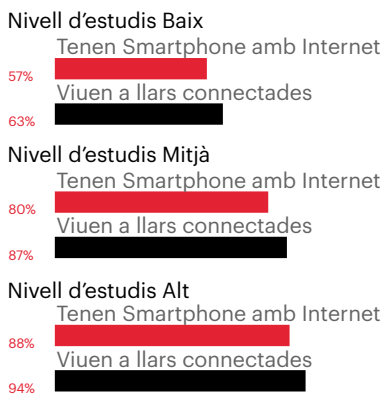 Nivell d’estudis Baix
Tenen Smartphone amb Internet
57%
Viuen a llars connectades
63%
Nivell d’estudis Mitjà
Tenen Smartphone amb Internet
80%
Viuen a llars connectades
87%
Nivell d’estudis Alt
Tenen Smartphone amb Internet
88%
Viuen a llars connectades
94%